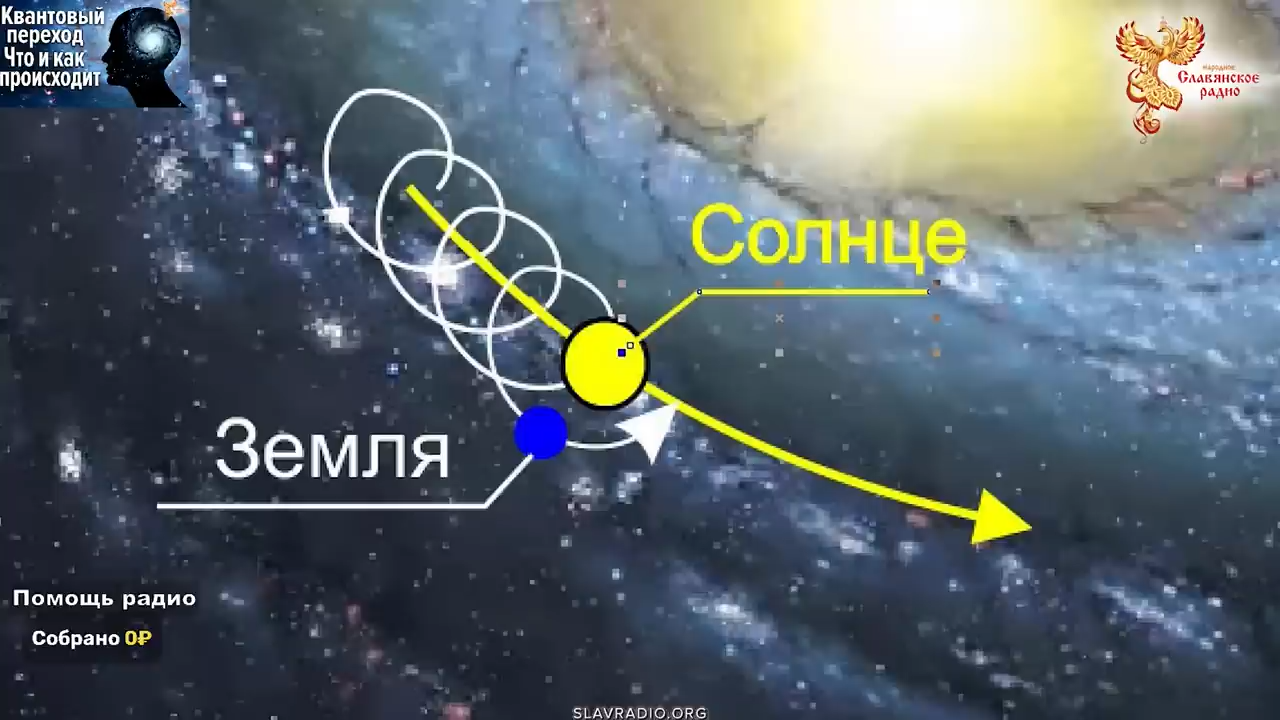 Квантовый
переход
Что и как
происходит
народное
Славянское
радио
Солнце
Земля
Помощь радио
Собрано 0₽
SLAVRADIO.ORG